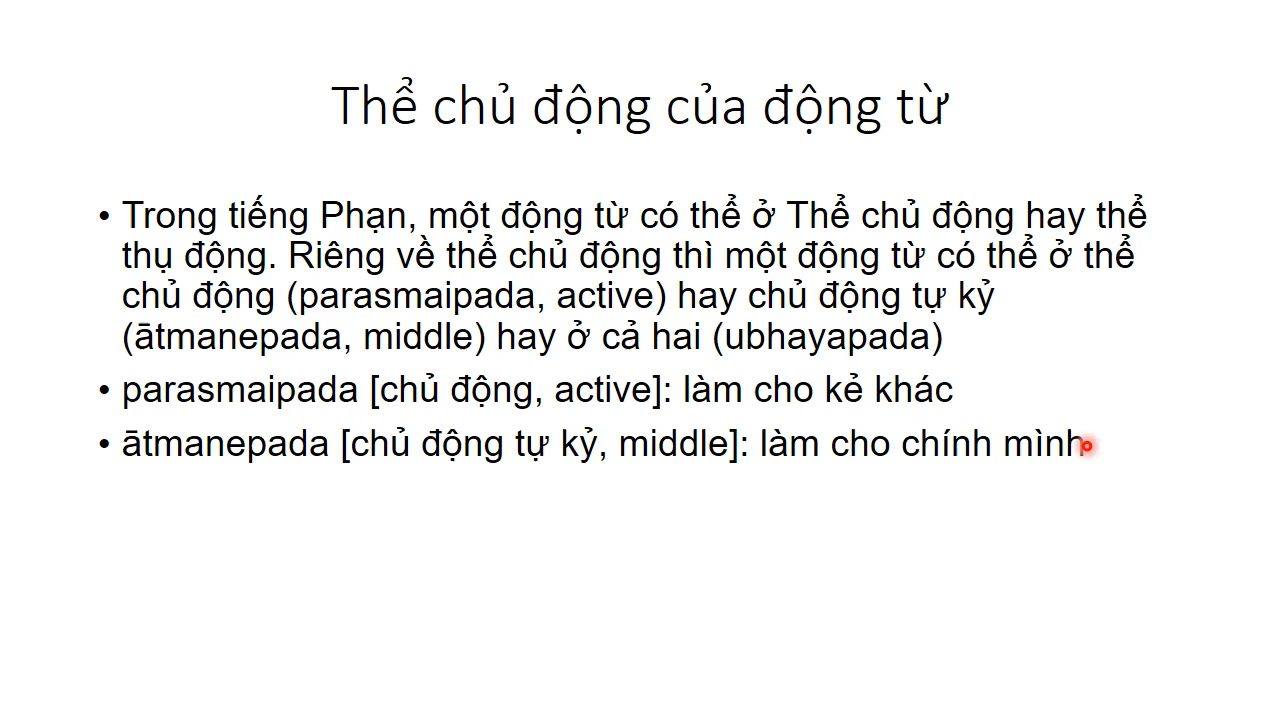 Thể chủ động của động từ
• Trong tiếng Phạn, một động từ có thể ở Thể chủ động hay thể
thụ động. Riêng về thể chủ động thì một động từ có thể ở thể
chủ động (parasmaipada, active) hay chủ động tự kỷ
(ātmanepada, middle) hay ở cả hai (ubhayapada)
• parasmaipada [chủ động, active]: làm cho kẻ khác
• ātmanepada [chủ động tự kỷ, middle]: làm cho chính mình